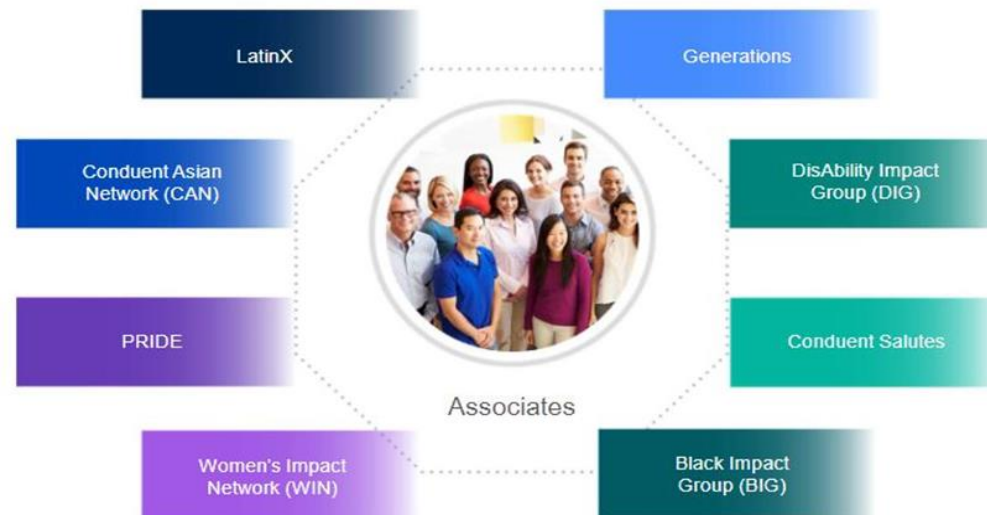 LatinX
Generations
Conduent Asian
Network (CAN)
DisAbility Impact
Group (DIG)
PRIDE
Conduent Salutes
Associates
Women's Impact
Network (WIN)
Black Impact
Group (BIG)